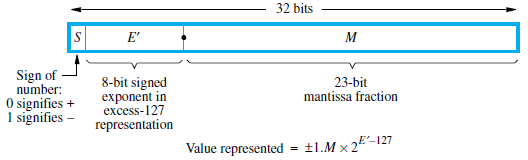 32 bits
S E′ M
Sign of
number:
0 signifies +
1 signifies −
8-bit signed
exponent in
excess-127
representation
23-bit
mantissa fraction
Value represented = ±1.M × 2^E′−127